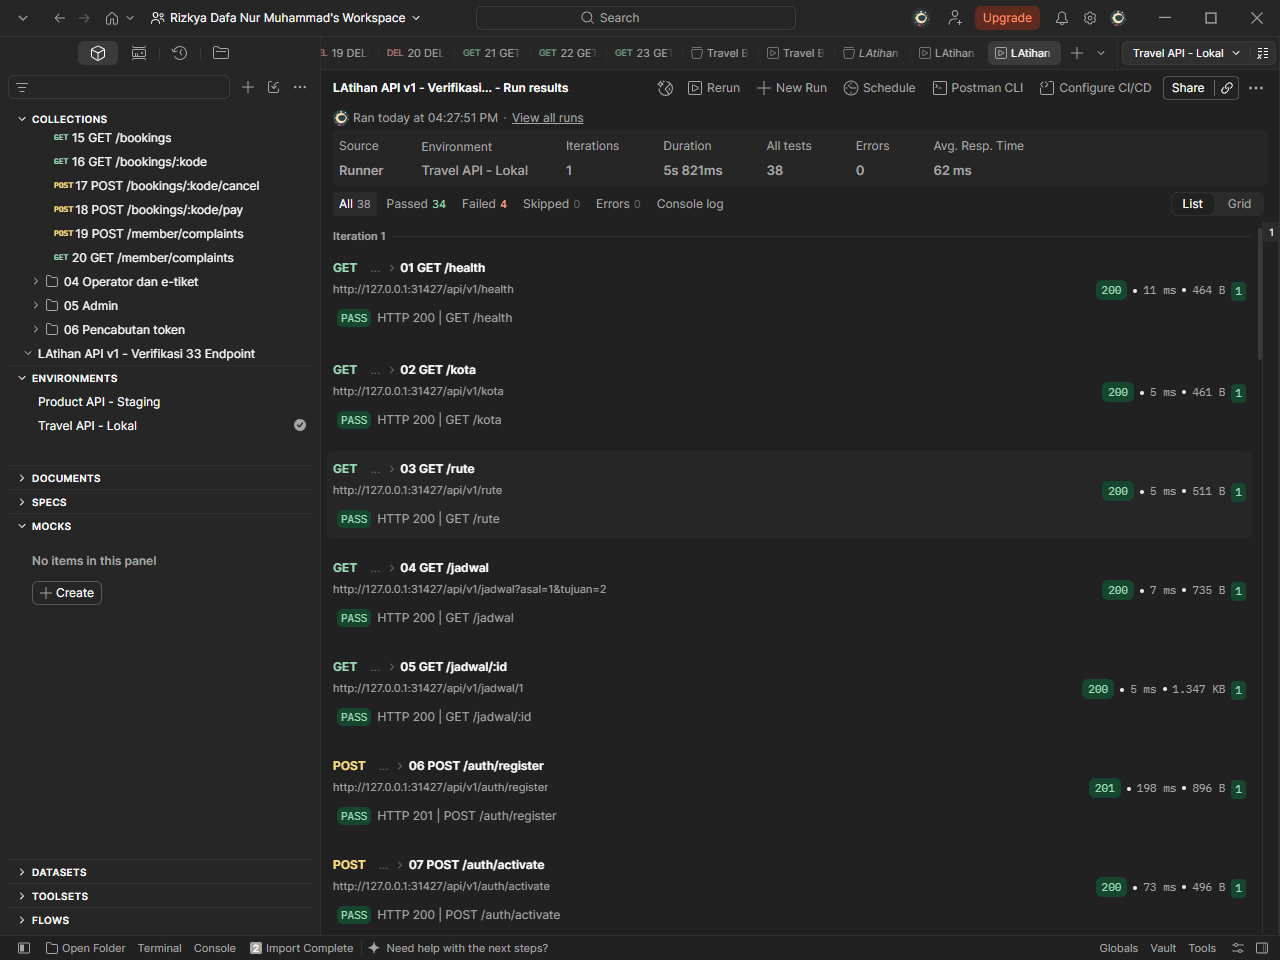 Rizkya Dafa Nur Muhammad's Workspace
Search
Upgrade
19 DEL
DEL 20 DEL
GET 21 GET
GET 22 GET
GET 23 GET
Travel B
Travel B
LAtihan
LAtihan
LAtihan
Travel API - Lokal
LAtihan API v1 - Verifikasi... - Run results
Rerun
New Run
Schedule
Postman CLI
Configure CI/CD
Share
Ran today at 04:27:51 PM · View all runs
Source
Environment
Iterations
Duration
All tests
Errors
Avg. Resp. Time
Runner
Travel API - Lokal
1
5s 821ms
38
0
62 ms
All 38
Passed 34
Failed 4
Skipped 0
Errors 0
Console log
List
Grid
Iteration 1
1
GET ... > 01 GET /health
http://127.0.0.1:31427/api/v1/health
200 • 11 ms • 464 B 1
PASS HTTP 200 | GET /health
GET ... > 02 GET /kota
http://127.0.0.1:31427/api/v1/kota
200 • 5 ms • 461 B 1
PASS HTTP 200 | GET /kota
GET ... > 03 GET /rute
http://127.0.0.1:31427/api/v1/rute
200 • 5 ms • 511 B 1
PASS HTTP 200 | GET /rute
GET ... > 04 GET /jadwal
http://127.0.0.1:31427/api/v1/jadwal?asal=1&tujuan=2
200 • 7 ms • 735 B 1
PASS HTTP 200 | GET /jadwal
GET ... > 05 GET /jadwal/:id
http://127.0.0.1:31427/api/v1/jadwal/1
200 • 5 ms • 1.347 KB 1
PASS HTTP 200 | GET /jadwal/:id
POST ... > 06 POST /auth/register
http://127.0.0.1:31427/api/v1/auth/register
201 • 198 ms • 896 B 1
PASS HTTP 201 | POST /auth/register
POST ... > 07 POST /auth/activate
http://127.0.0.1:31427/api/v1/auth/activate
200 • 73 ms • 496 B 1
PASS HTTP 200 | POST /auth/activate
COLLECTIONS
GET 15 GET /bookings
GET 16 GET /bookings/:kode
POST 17 POST /bookings/:kode/cancel
POST 18 POST /bookings/:kode/pay
POST 19 POST /member/complaints
GET 20 GET /member/complaints
04 Operator dan e-tiket
05 Admin
06 Pencabutan token
LAtihan API v1 - Verifikasi 33 Endpoint
ENVIRONMENTS
Product API - Staging
Travel API - Lokal
DOCUMENTS
SPECS
MOCKS
No items in this panel
Create
DATASETS
TOOLSETS
FLOWS
Open Folder
Terminal
Console
2 Import Complete
Need help with the next steps?
Globals
Vault
Tools